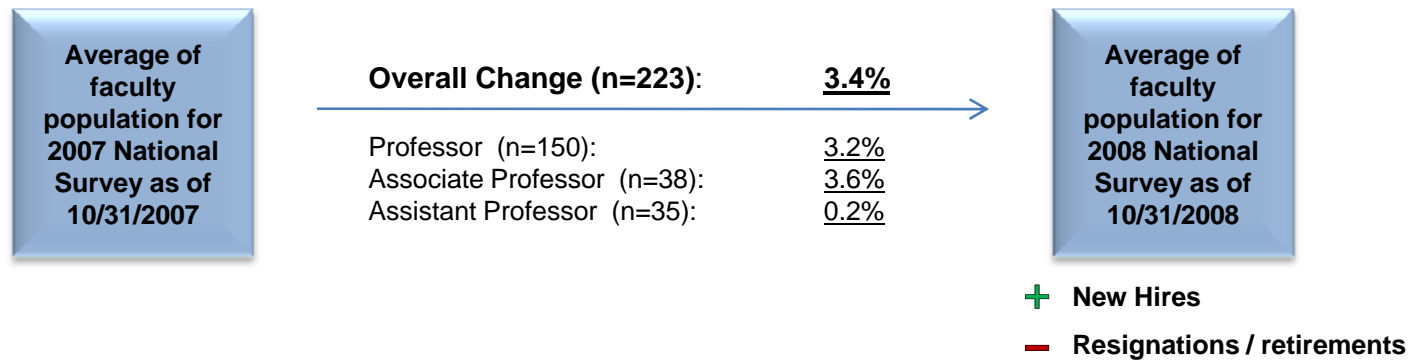 Average of
faculty
population for
2007 National
Survey as of
10/31/2007
Overall Change (n=223): 3.4%
Professor (n=150): 3.2%
Associate Professor (n=38): 3.6%
Assistant Professor (n=35): 0.2%
Average of
faculty
population for
2008 National
Survey as of
10/31/2008
New Hires
Resignations / retirements